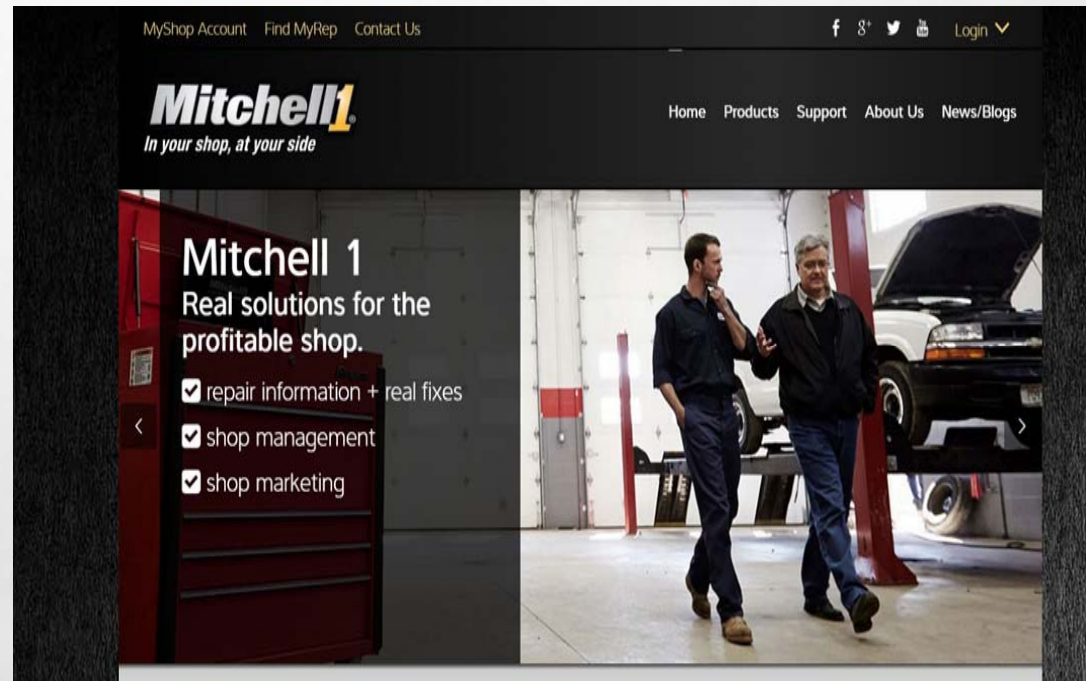 MyShop Account Find MyRep Contact Us
Login
Mitchell1
In your shop, at your side
Home Products Support About Us News/Blogs
Mitchell 1
Real solutions for the
profitable shop.
repair information + real fixes
shop management
shop marketing